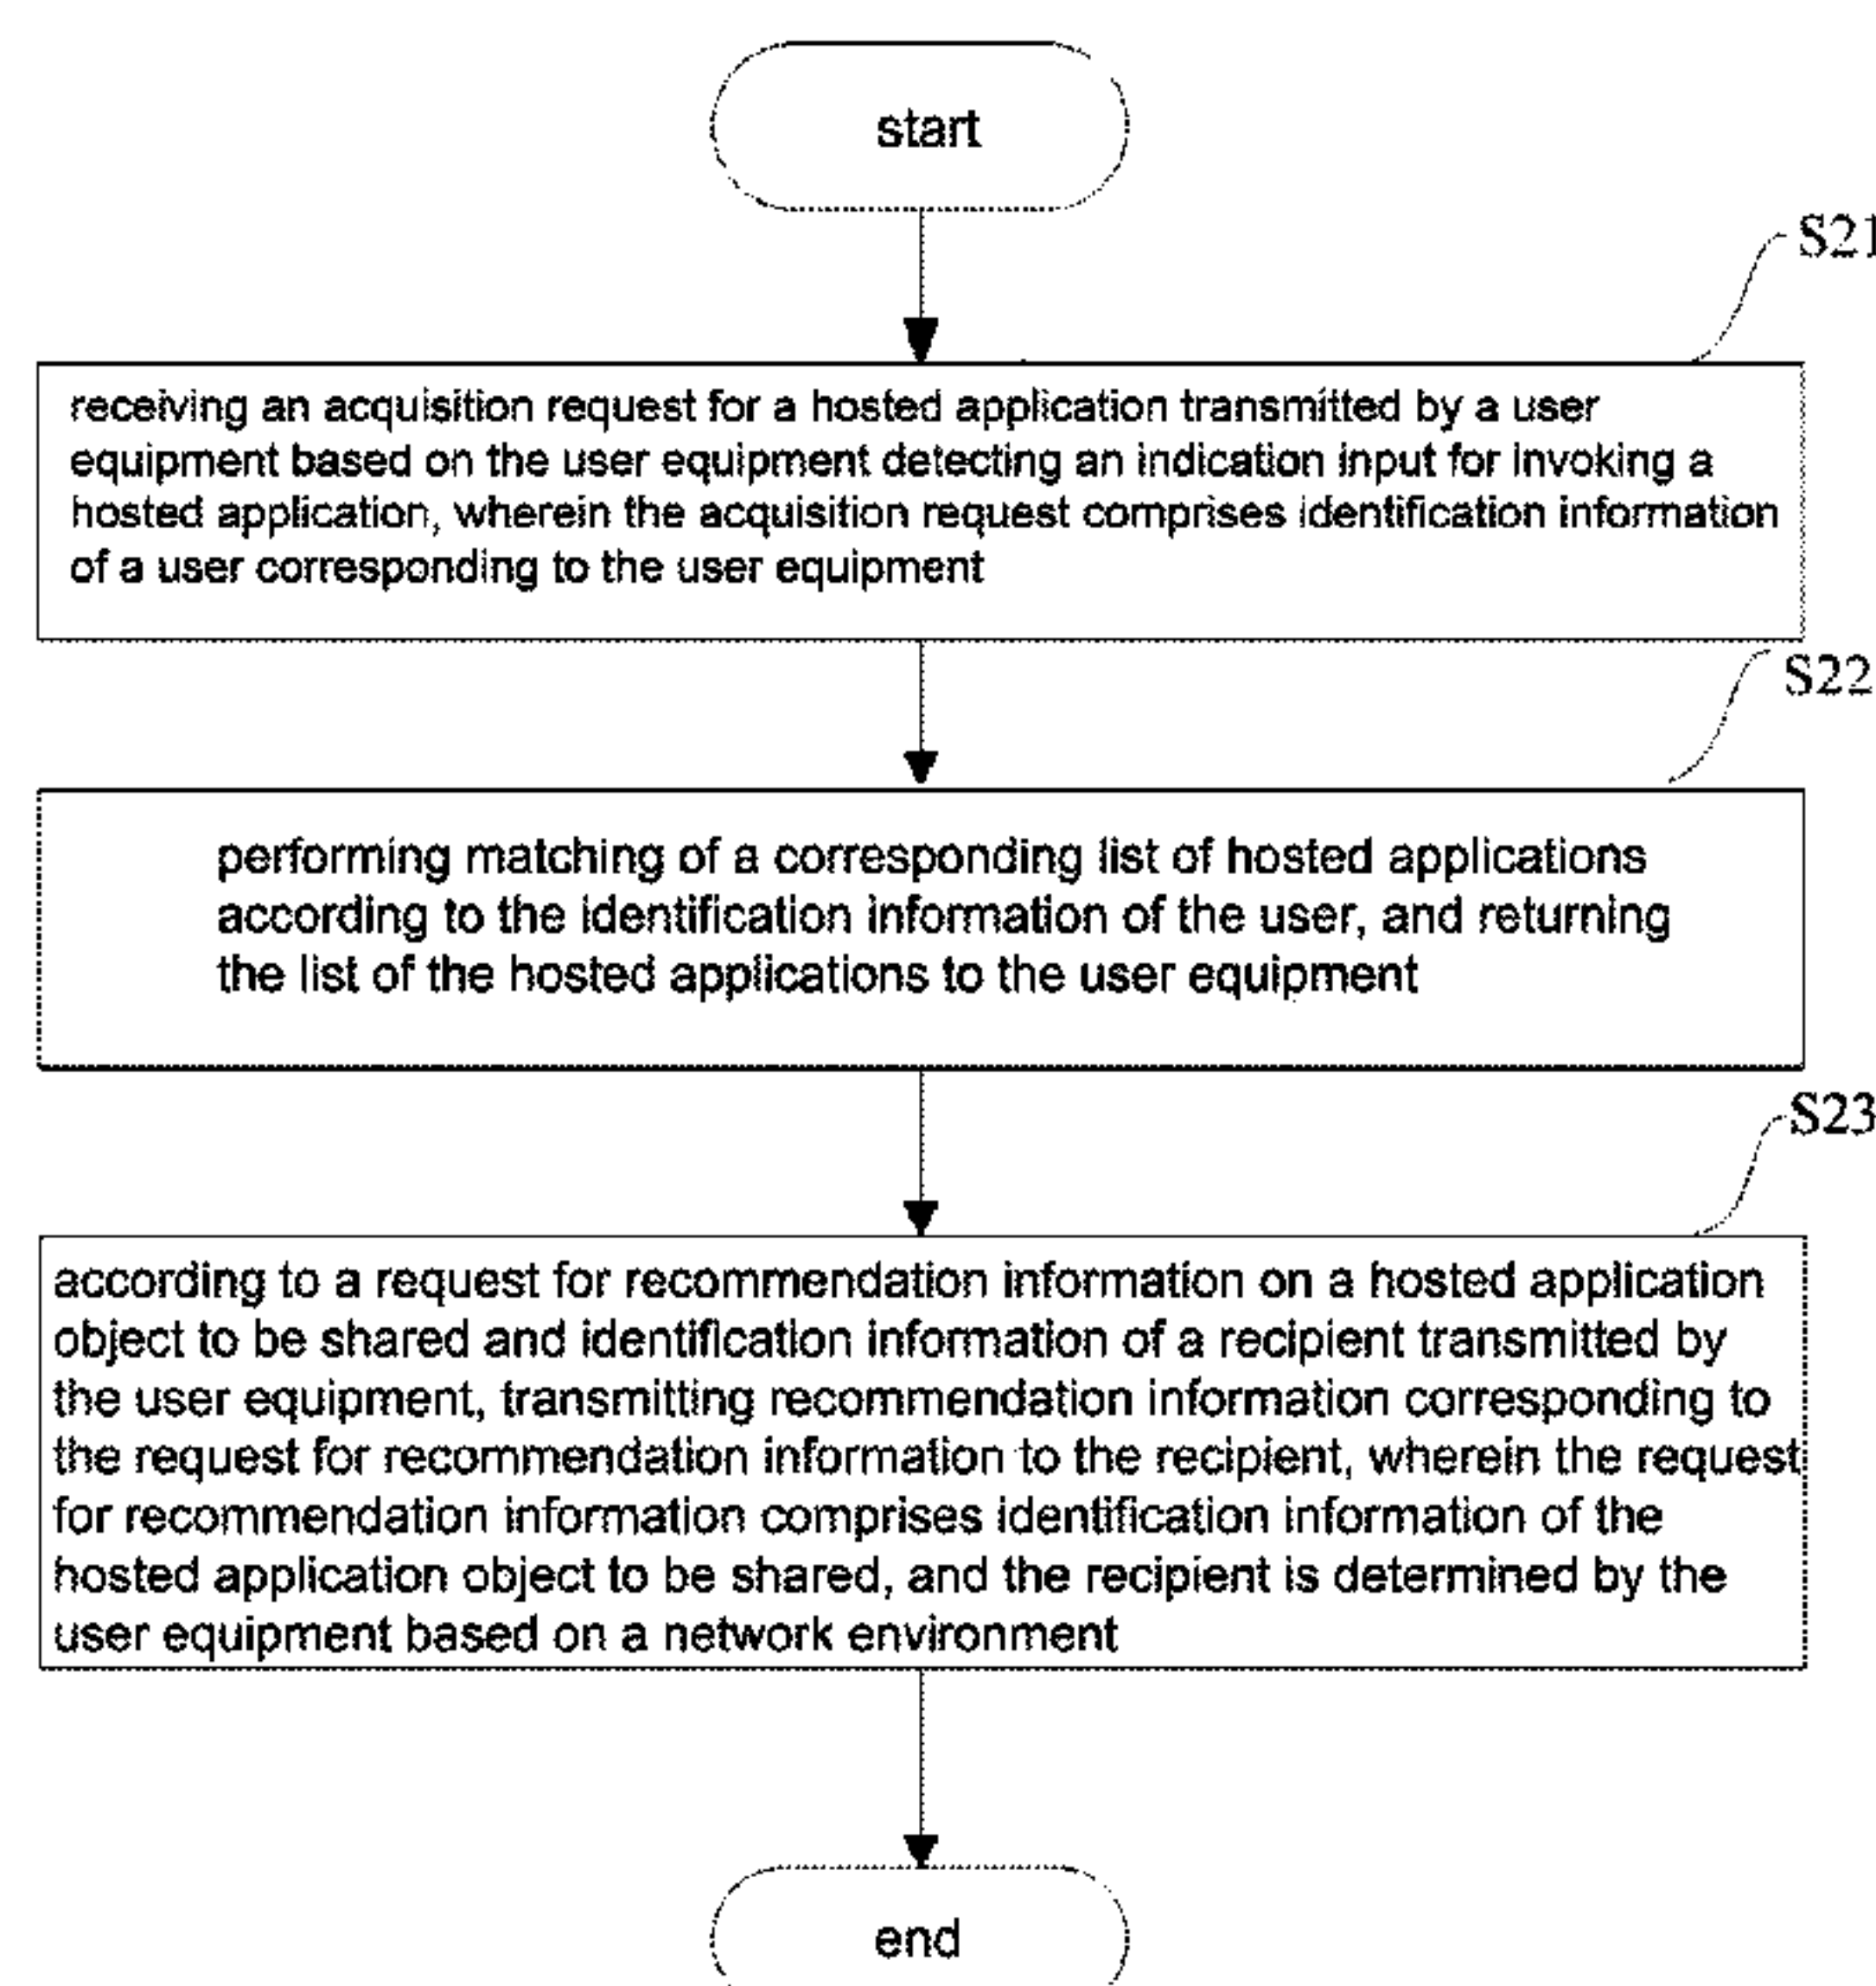 start
S21
receiving an acquisition request for a hosted application transmitted by a user
equipment based on the user equipment detecting an indication input for invoking a
hosted application, wherein the acquisition request comprises identification information
of a user corresponding to the user equipment
S22
performing matching of a corresponding list of hosted applications
according to the identification information of the user, and returning
the list of the hosted applications to the user equipment
S23
according to a request for recommendation information on a hosted application
object to be shared and identification information of a recipient transmitted by
the user equipment, transmitting recommendation information corresponding to
the request for recommendation information to the recipient, wherein the request
for recommendation information comprises identification information of the
hosted application object to be shared, and the recipient is determined by the
user equipment based on a network environment
end